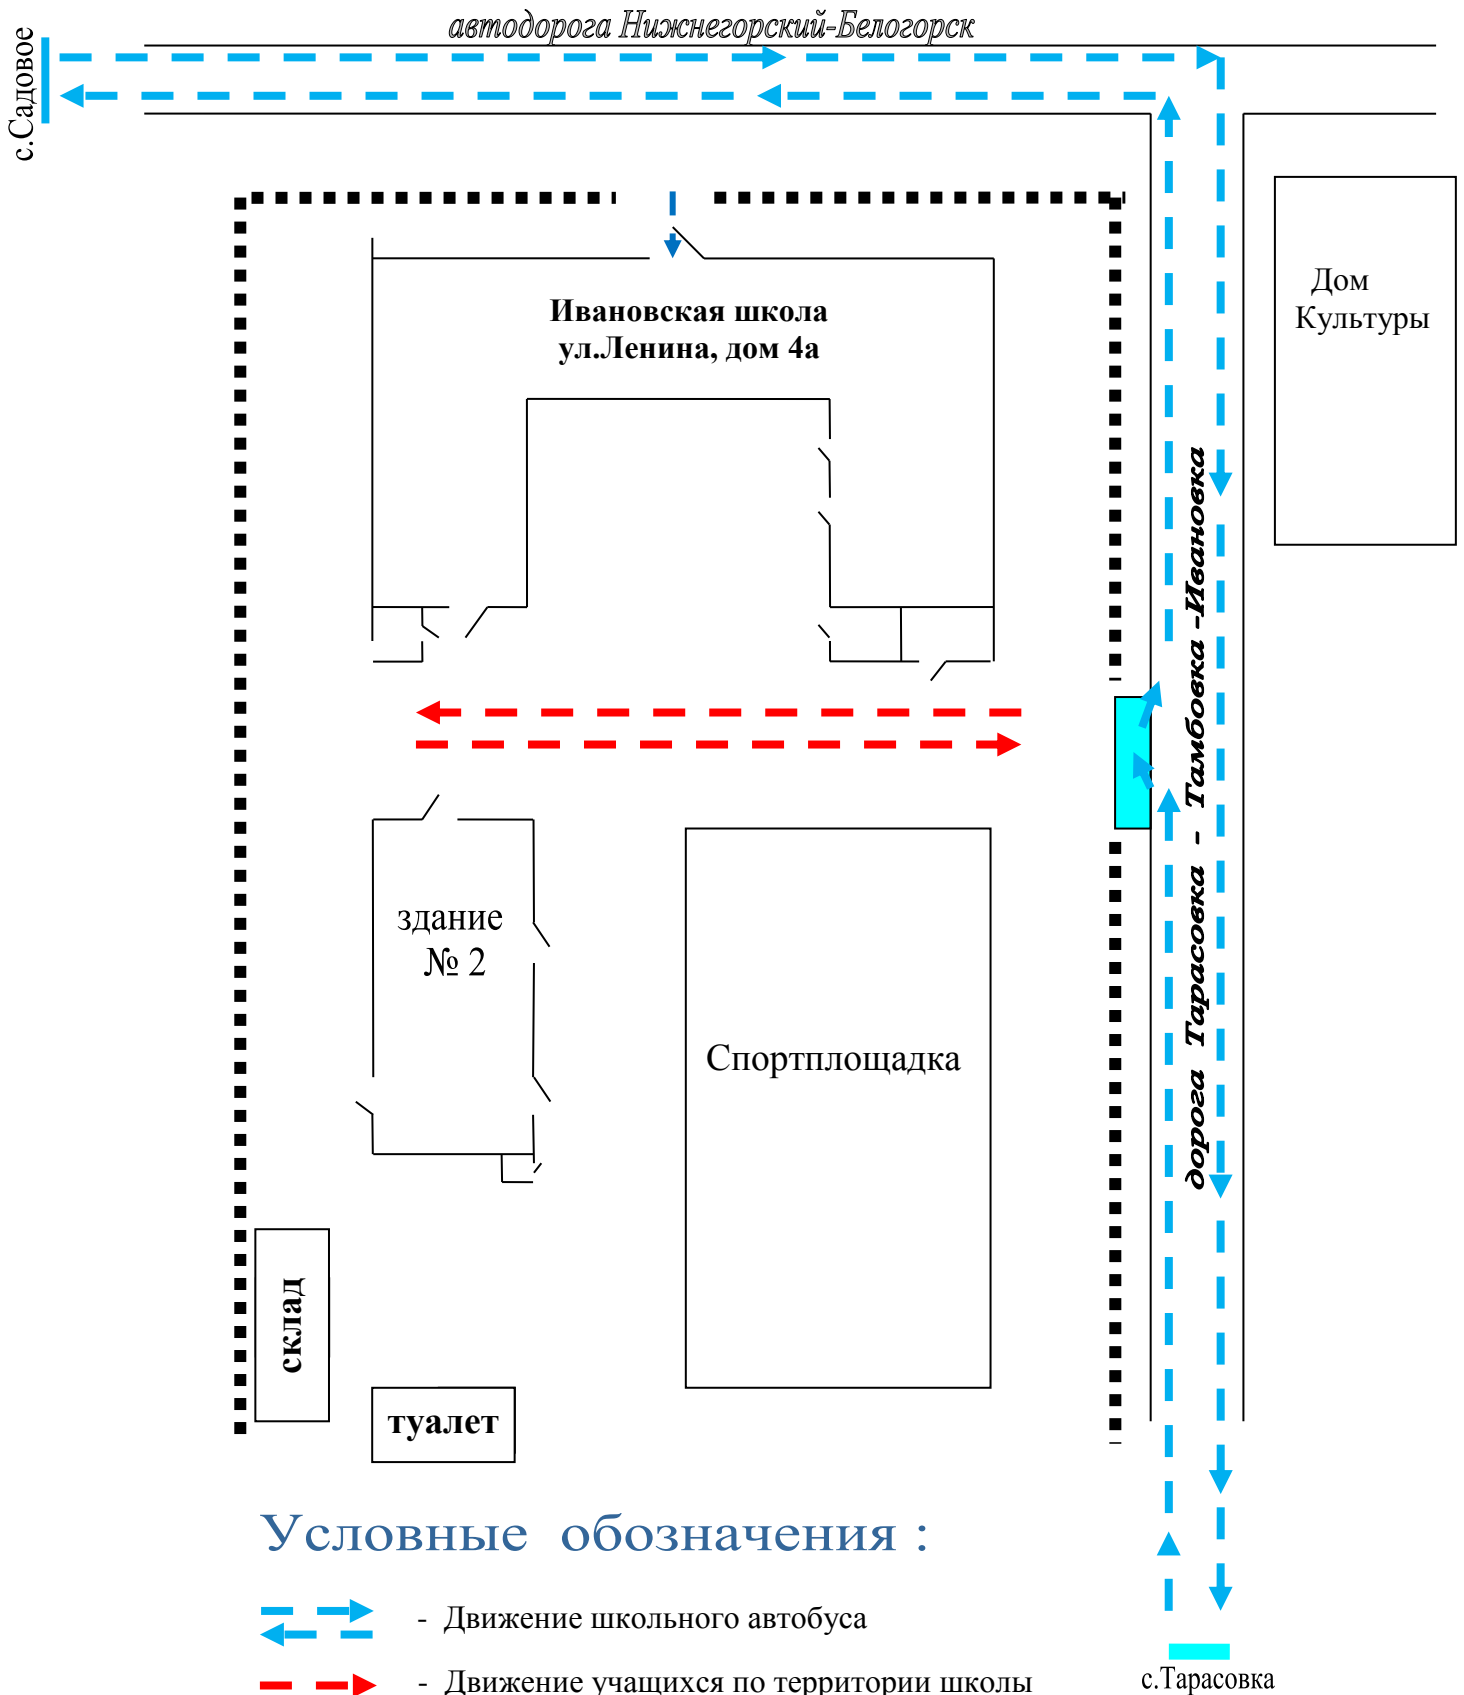 автодорога Нижнегорский-Белогорск
с.Садовое
Ивановская школа
ул.Ленина, дом 4а
Дом
Культуры
дорога Тарасовка - Тамбовка -Ивановка
здание
№ 2
Спортплощадка
склад
туалет
Условные обозначения :
- Движение школьного автобуса
- Движение учащихся по территории школы
с.Тарасовка